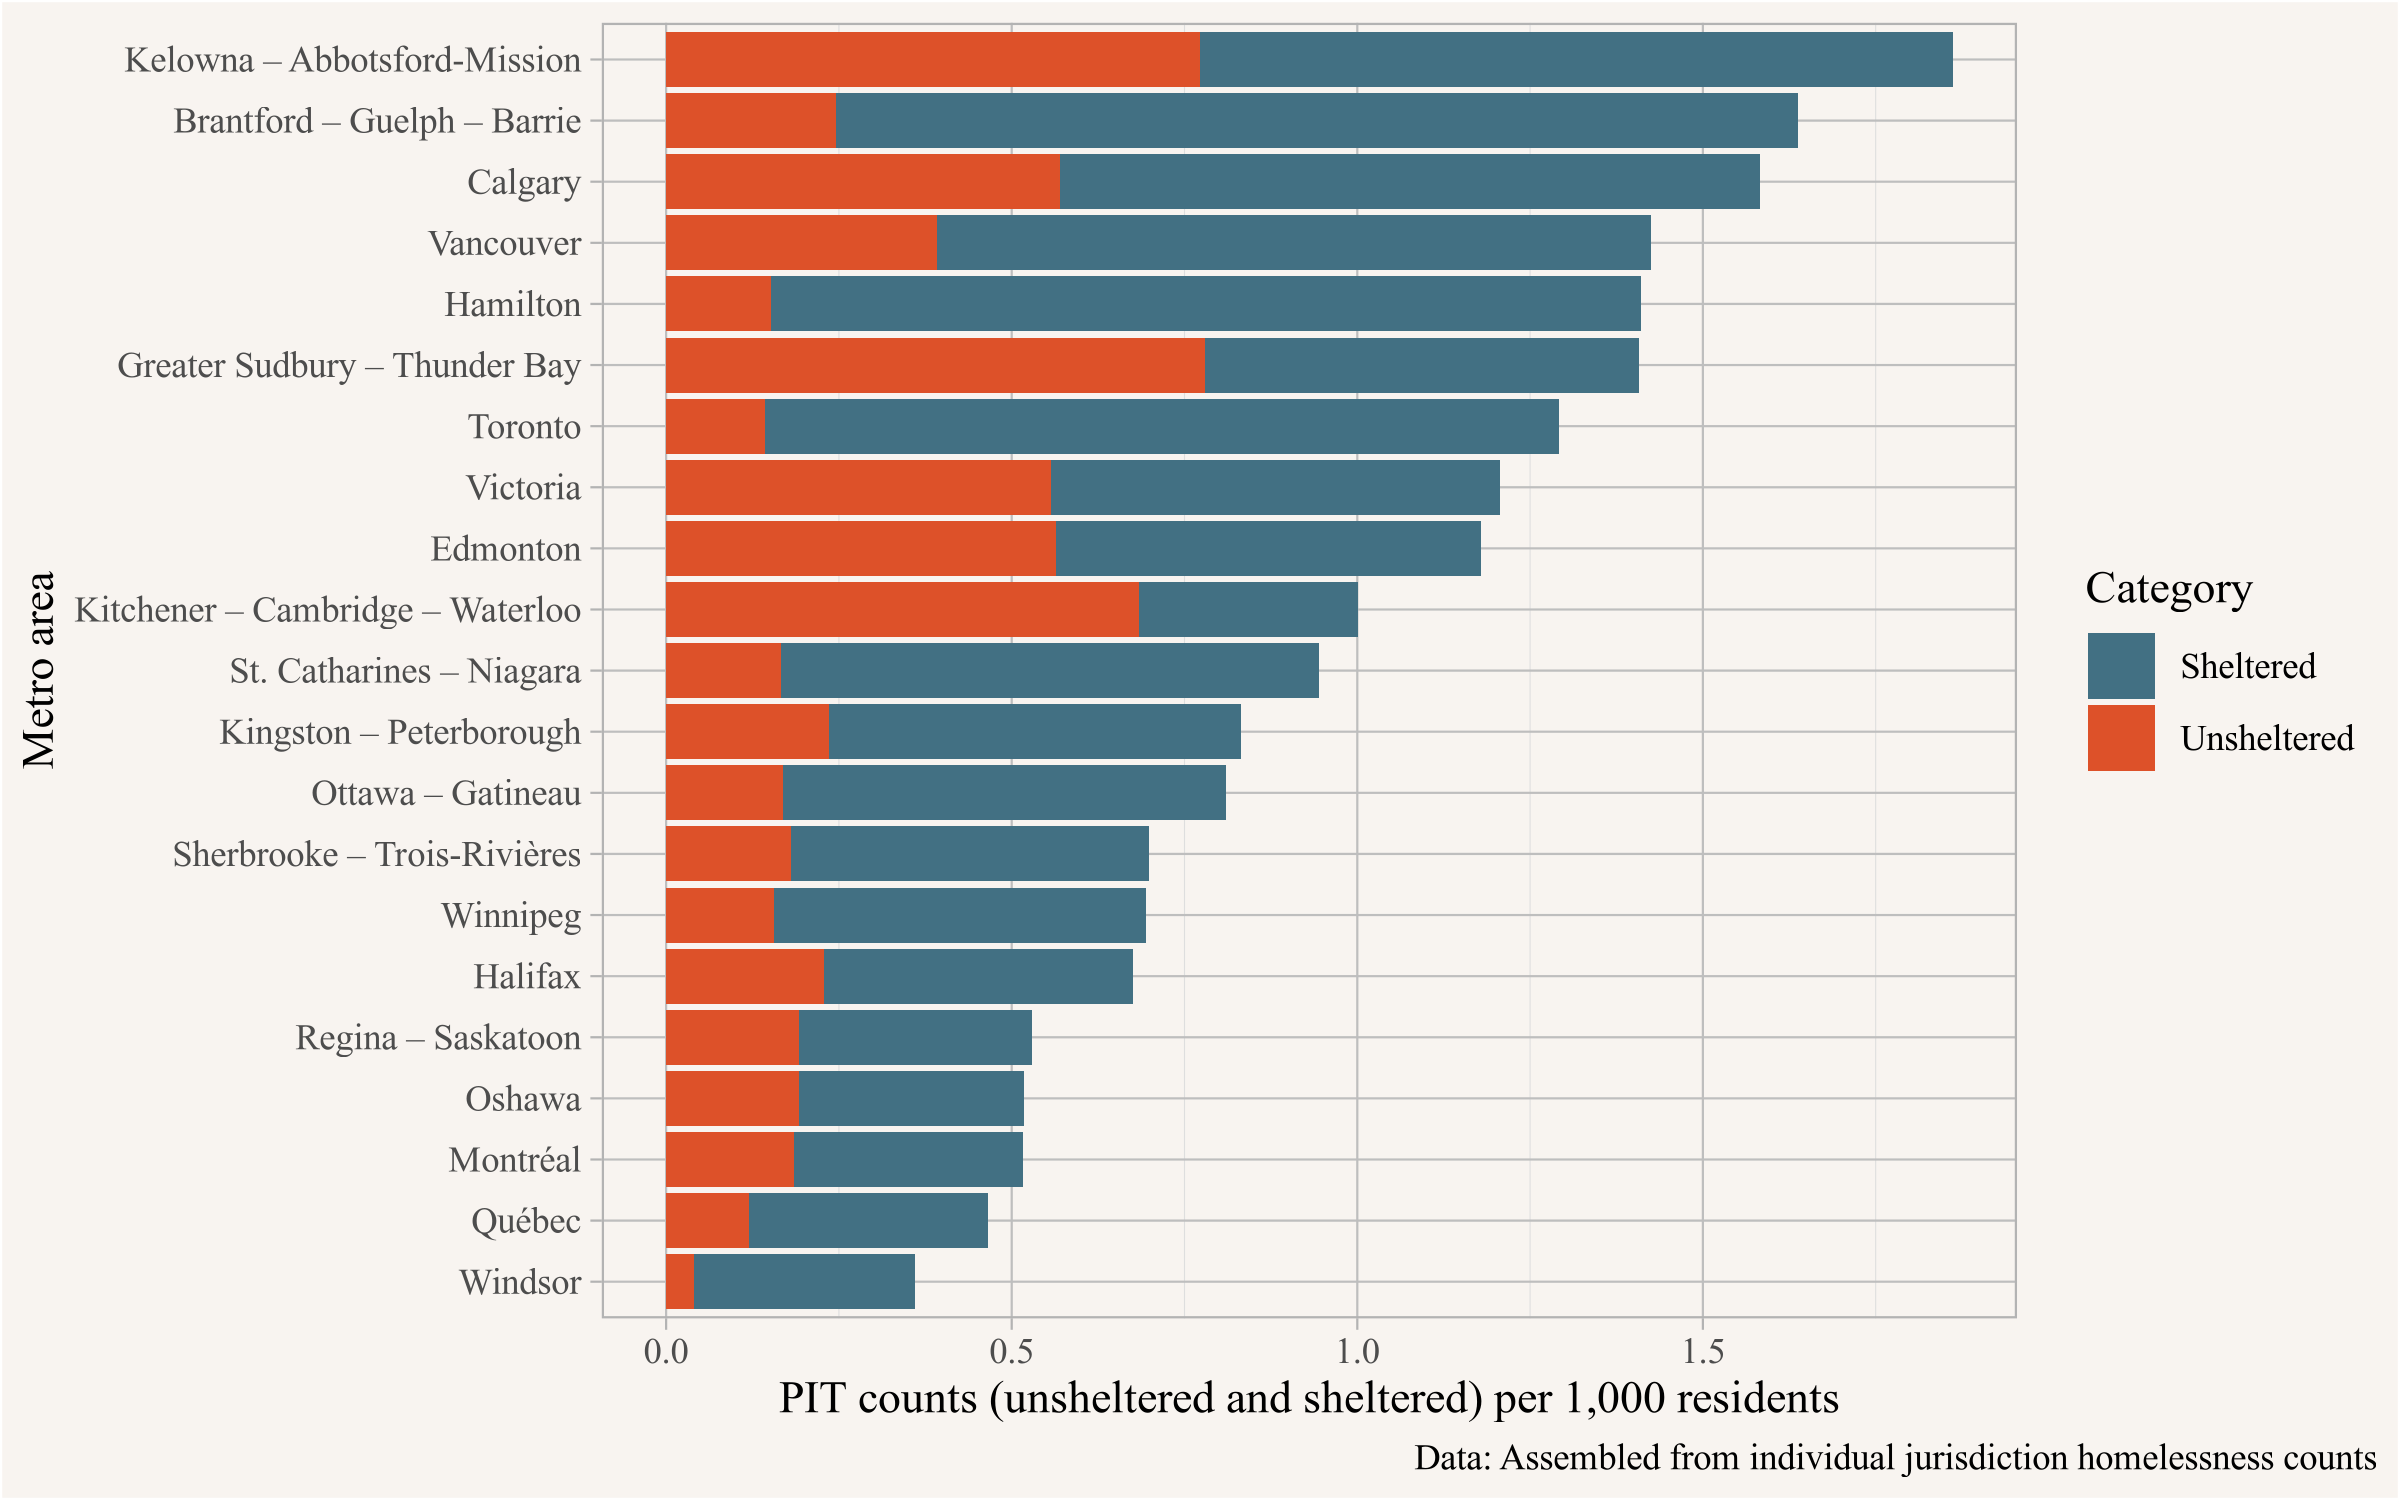 Kelowna – Abbotsford-Mission
Brantford – Guelph – Barrie
Calgary
Vancouver
Hamilton
Greater Sudbury – Thunder Bay
Toronto
Victoria
Edmonton
Kitchener – Cambridge – Waterloo
St. Catharines – Niagara
Kingston – Peterborough
Ottawa – Gatineau
Sherbrooke – Trois-Rivières
Winnipeg
Halifax
Regina – Saskatoon
Oshawa
Montréal
Québec
Windsor
Metro area
0.0 0.5 1.0 1.5
PIT counts (unsheltered and sheltered) per 1,000 residents
Category
Sheltered
Unsheltered
Data: Assembled from individual jurisdiction homelessness counts